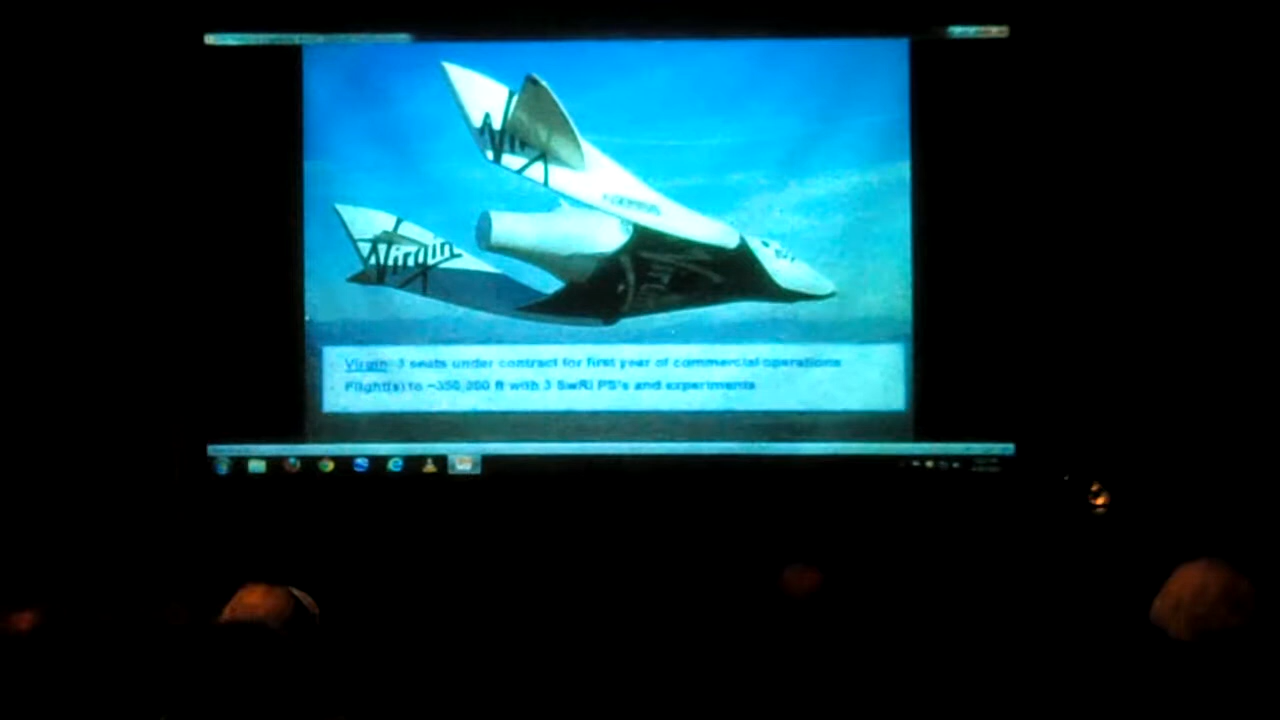 Virgin
Virgin: 3 seats under contract for first year of commercial operations
Flight(s) to ~350,000 ft with 3 SwRI PS's and experiments